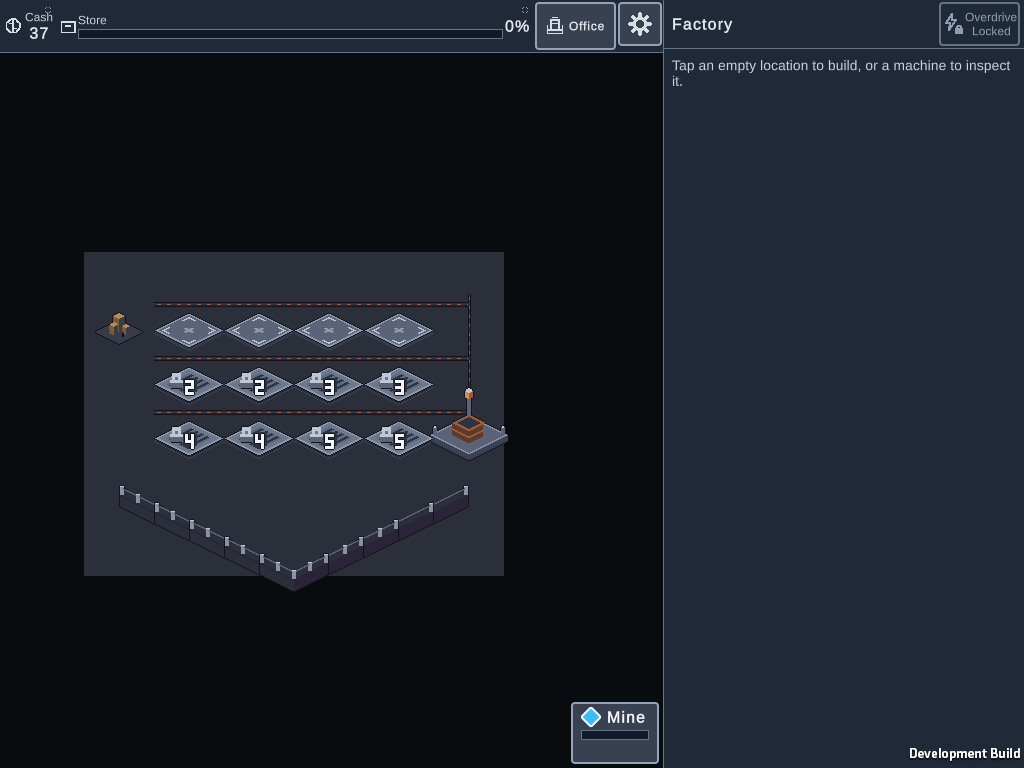 Cash
37
Store
0%
Office
Factory
Overdrive
Locked
Tap an empty location to build, or a machine to inspect
it.
2
2
3
3
4
4
5
5
Mine
Development Build